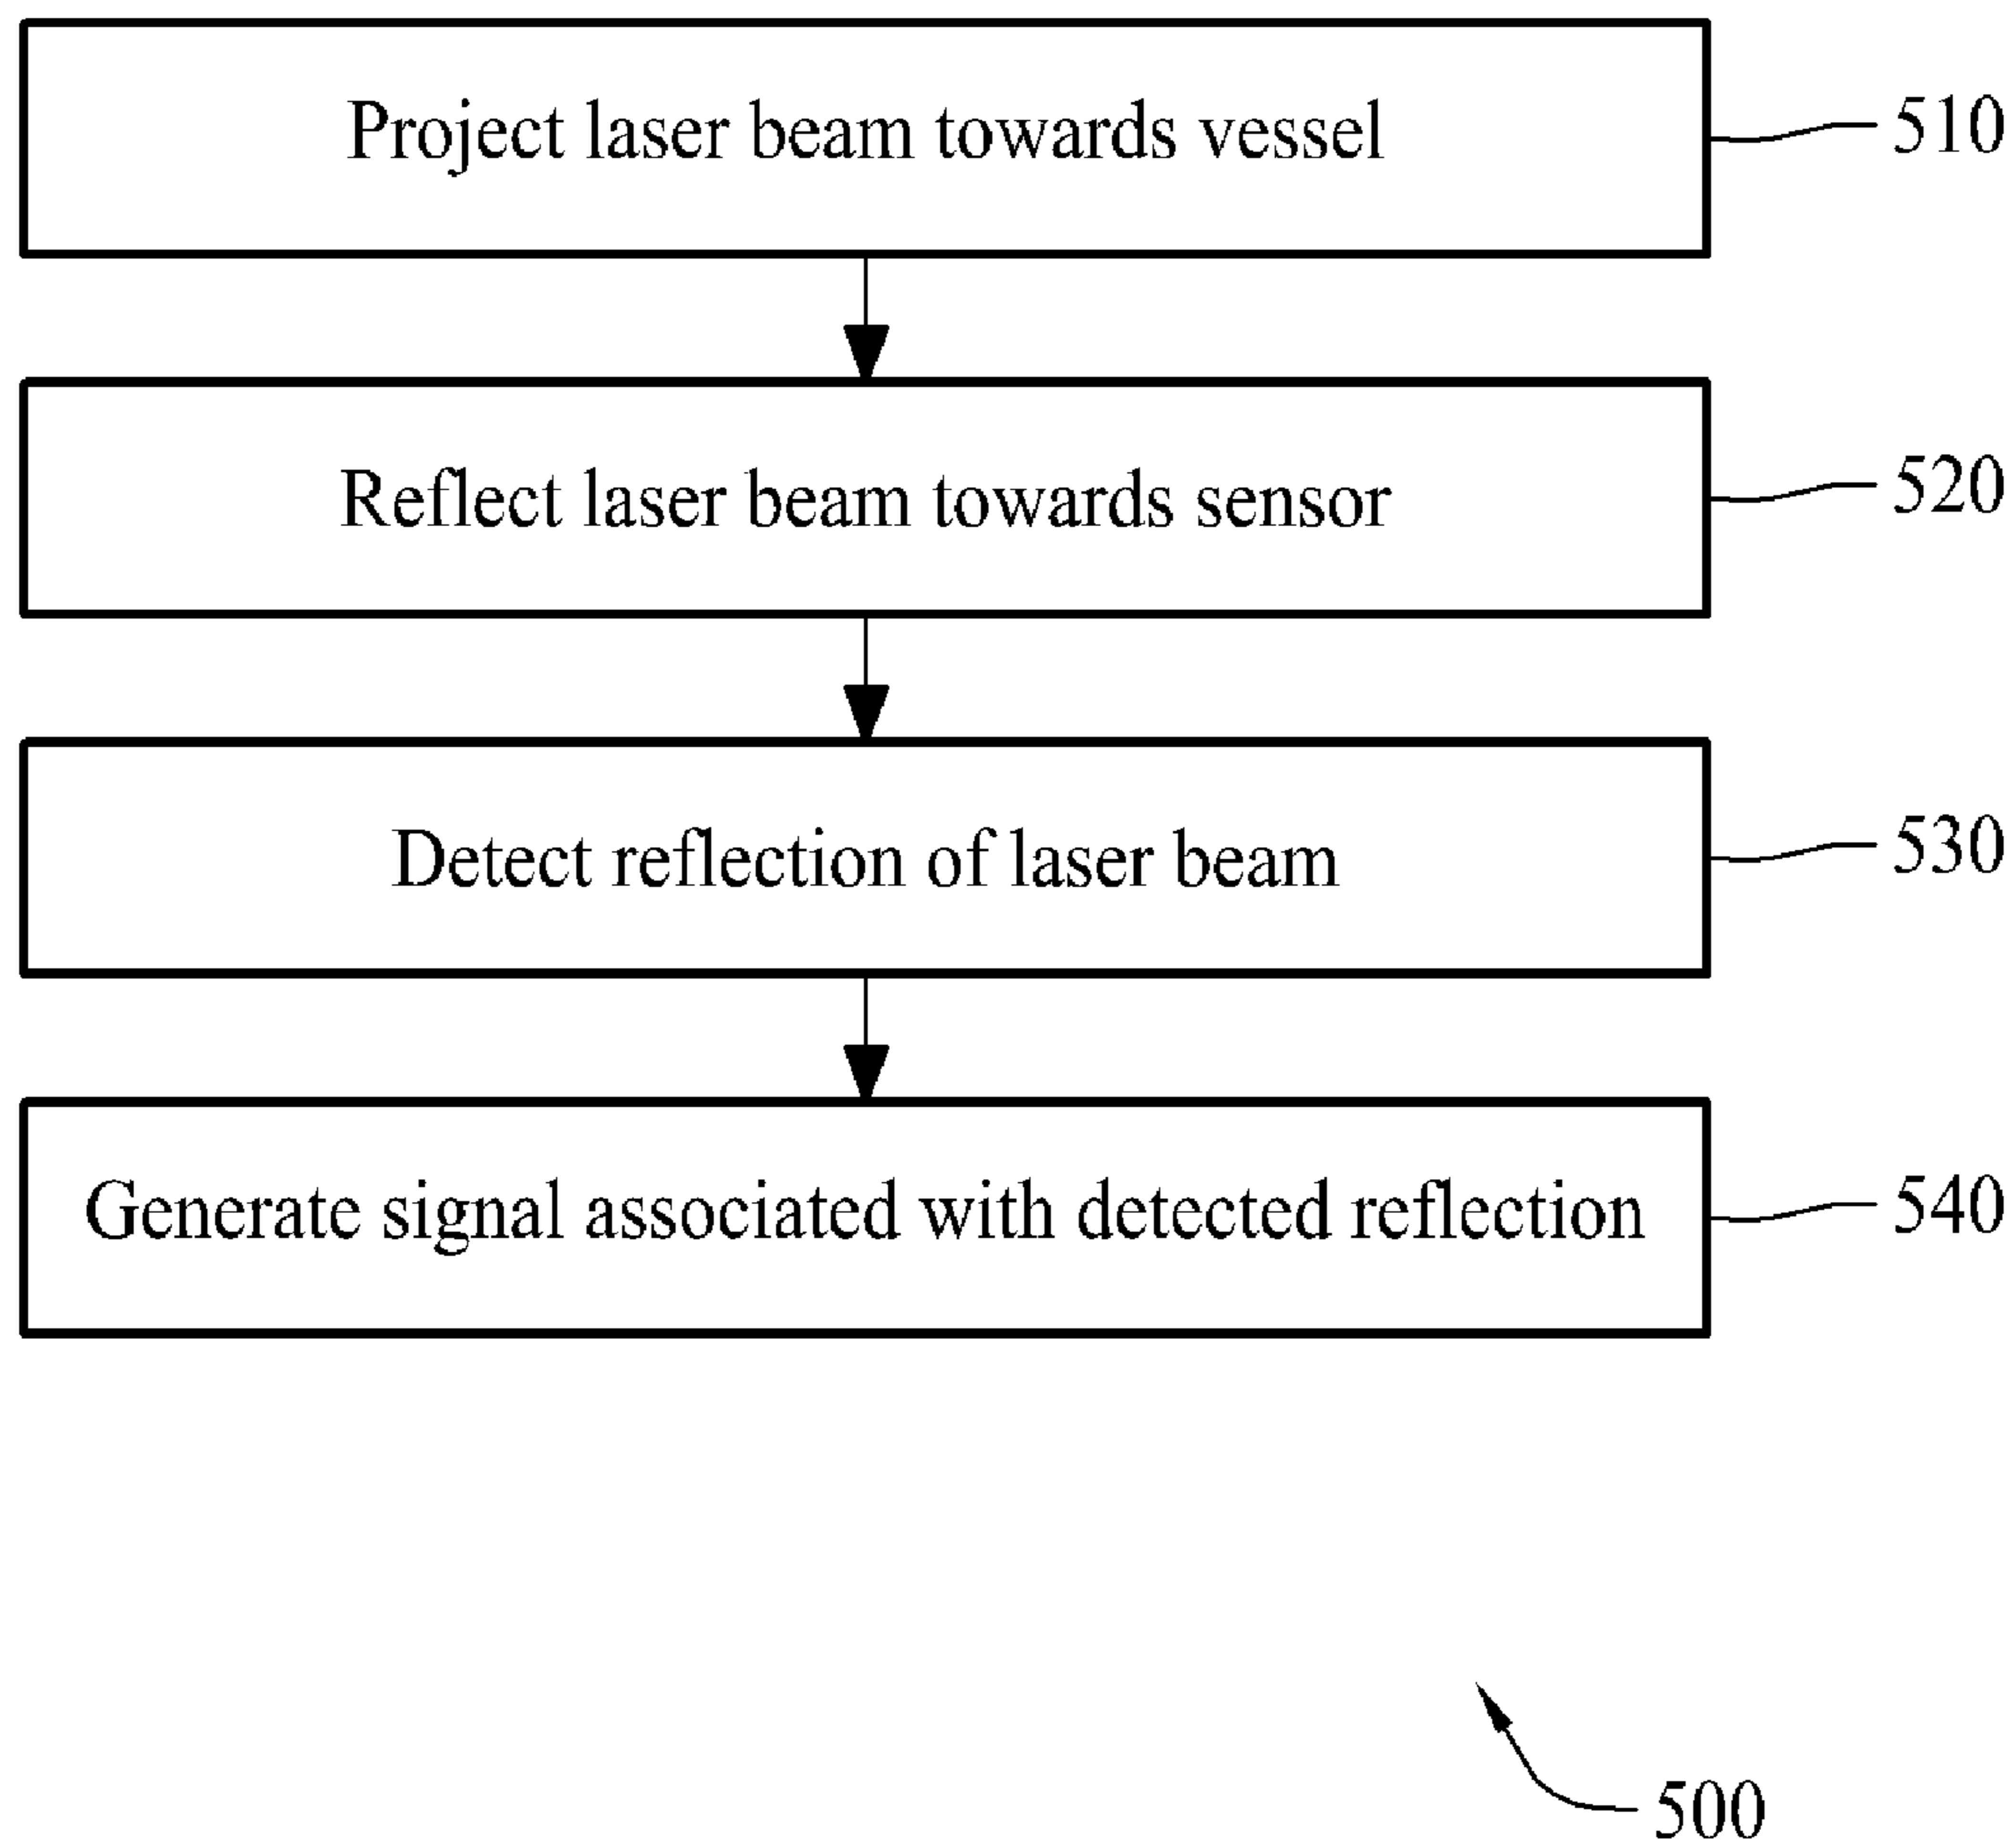 Project laser beam towards vessel
510
Reflect laser beam towards sensor
520
Detect reflection of laser beam
530
Generate signal associated with detected reflection
540
500